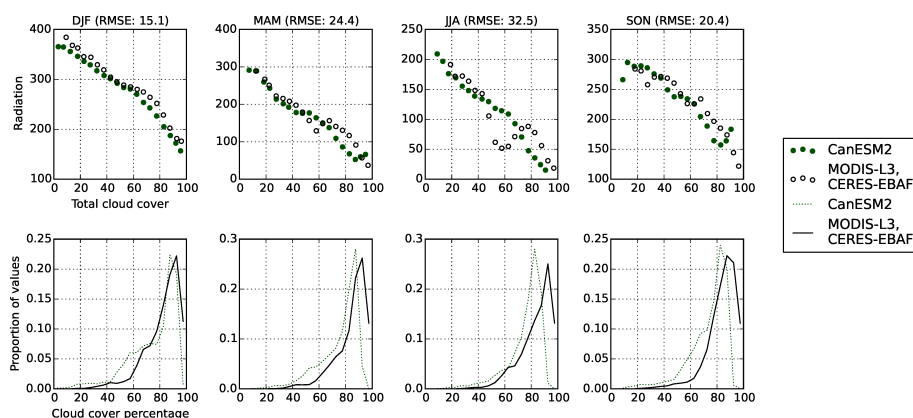 DJF (RMSE: 15.1) MAM (RMSE: 24.4) JJA (RMSE: 32.5) SON (RMSE: 20.4)
Radiation
400
300
200
100
0 20 40 60 80 100
Total cloud cover
400
300
200
100
0
0 20 40 60 80 100
250
200
150
100
50
0
0 20 40 60 80 100
350
300
250
200
150
100
0 20 40 60 80 100
CanESM2
MODIS-L3,
CERES-EBAF
CanESM2
MODIS-L3,
CERES-EBAF
Proportion of values
0.25
0.20
0.15
0.10
0.05
0.00
0 20 40 60 80 100
Cloud cover percentage
0.3
0.2
0.1
0.0
0 20 40 60 80 100
0.3
0.2
0.1
0.0
0 20 40 60 80 100
0.25
0.20
0.15
0.10
0.05
0.00
0 20 40 60 80 100